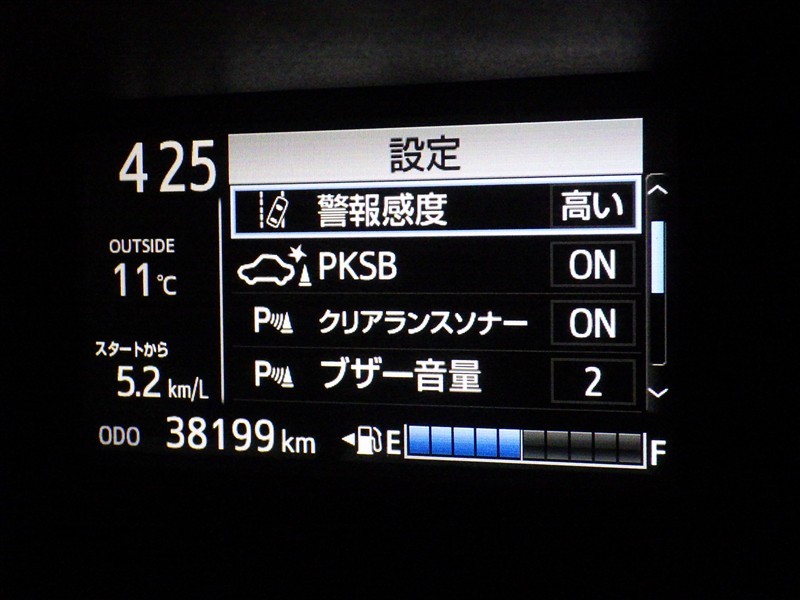 425
設定
警報感度 高い
OUTSIDE
11℃
PKSB ON
P クリアランスソナー ON
スタートから
5.2 km/L
P ブザー音量 2
ODO 38199 km E F